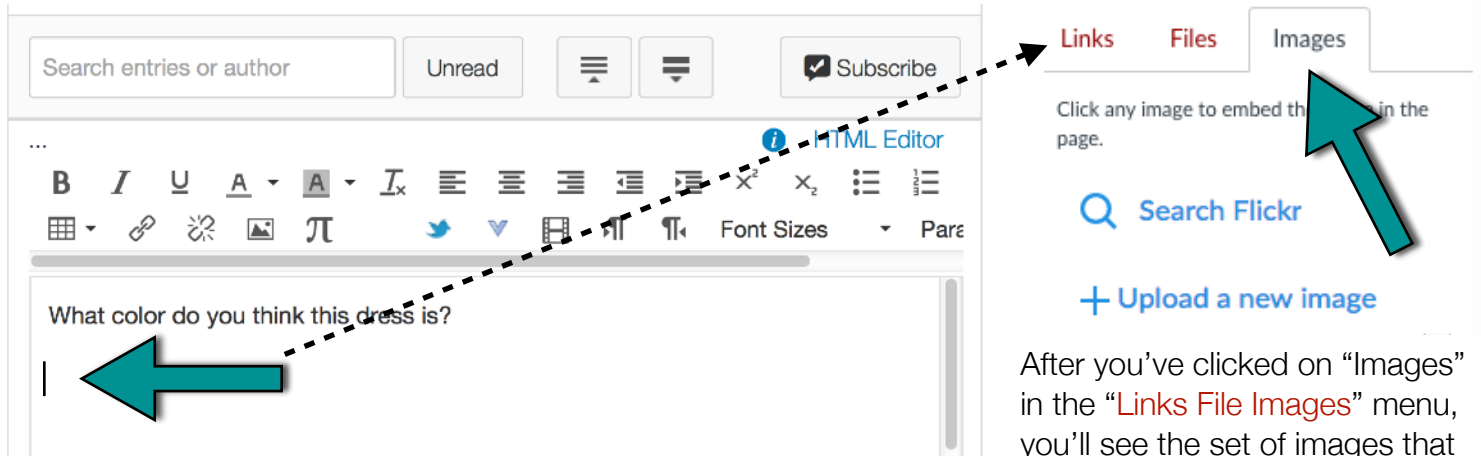 Search entries or author
Unread
Subscribe
...
HTML Editor
Font Sizes
Para
What color do you think this dress is?
Links Files Images
Click any image to embed the in the
page.
Search Flickr
Upload a new image
After you’ve clicked on “Images”
in the “Links File Images” menu,
you’ll see the set of images that